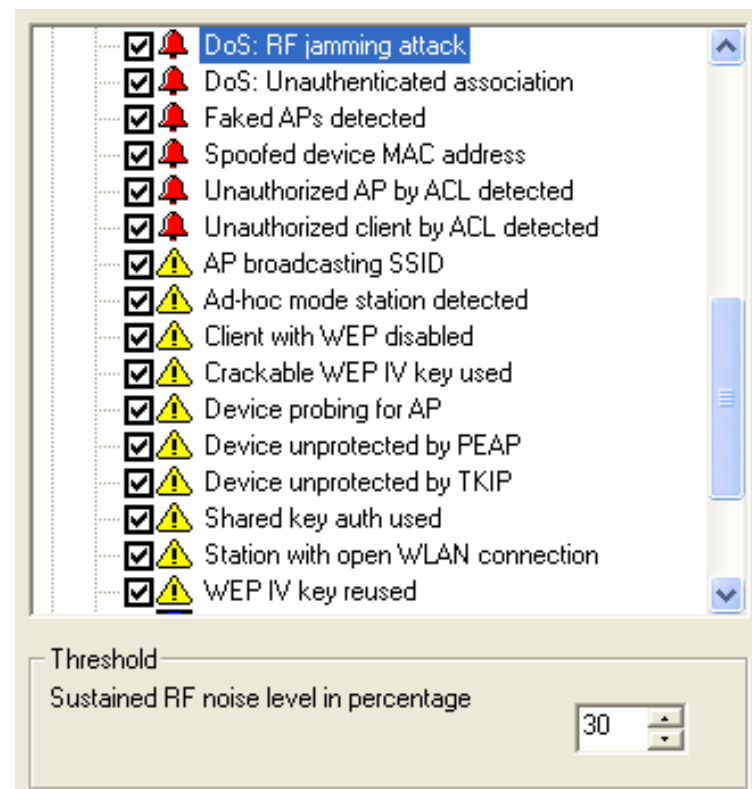 DoS: RF jamming attack
DoS: Unauthenticated association
Faked APs detected
Spoofed device MAC address
Unauthorized AP by ACL detected
Unauthorized client by ACL detected
AP broadcasting SSID
Ad-hoc mode station detected
Client with WEP disabled
Crackable WEP IV key used
Device probing for AP
Device unprotected by PEAP
Device unprotected by TKIP
Shared key auth used
Station with open WLAN connection
WEP IV key reused
Threshold
Sustained RF noise level in percentage
30